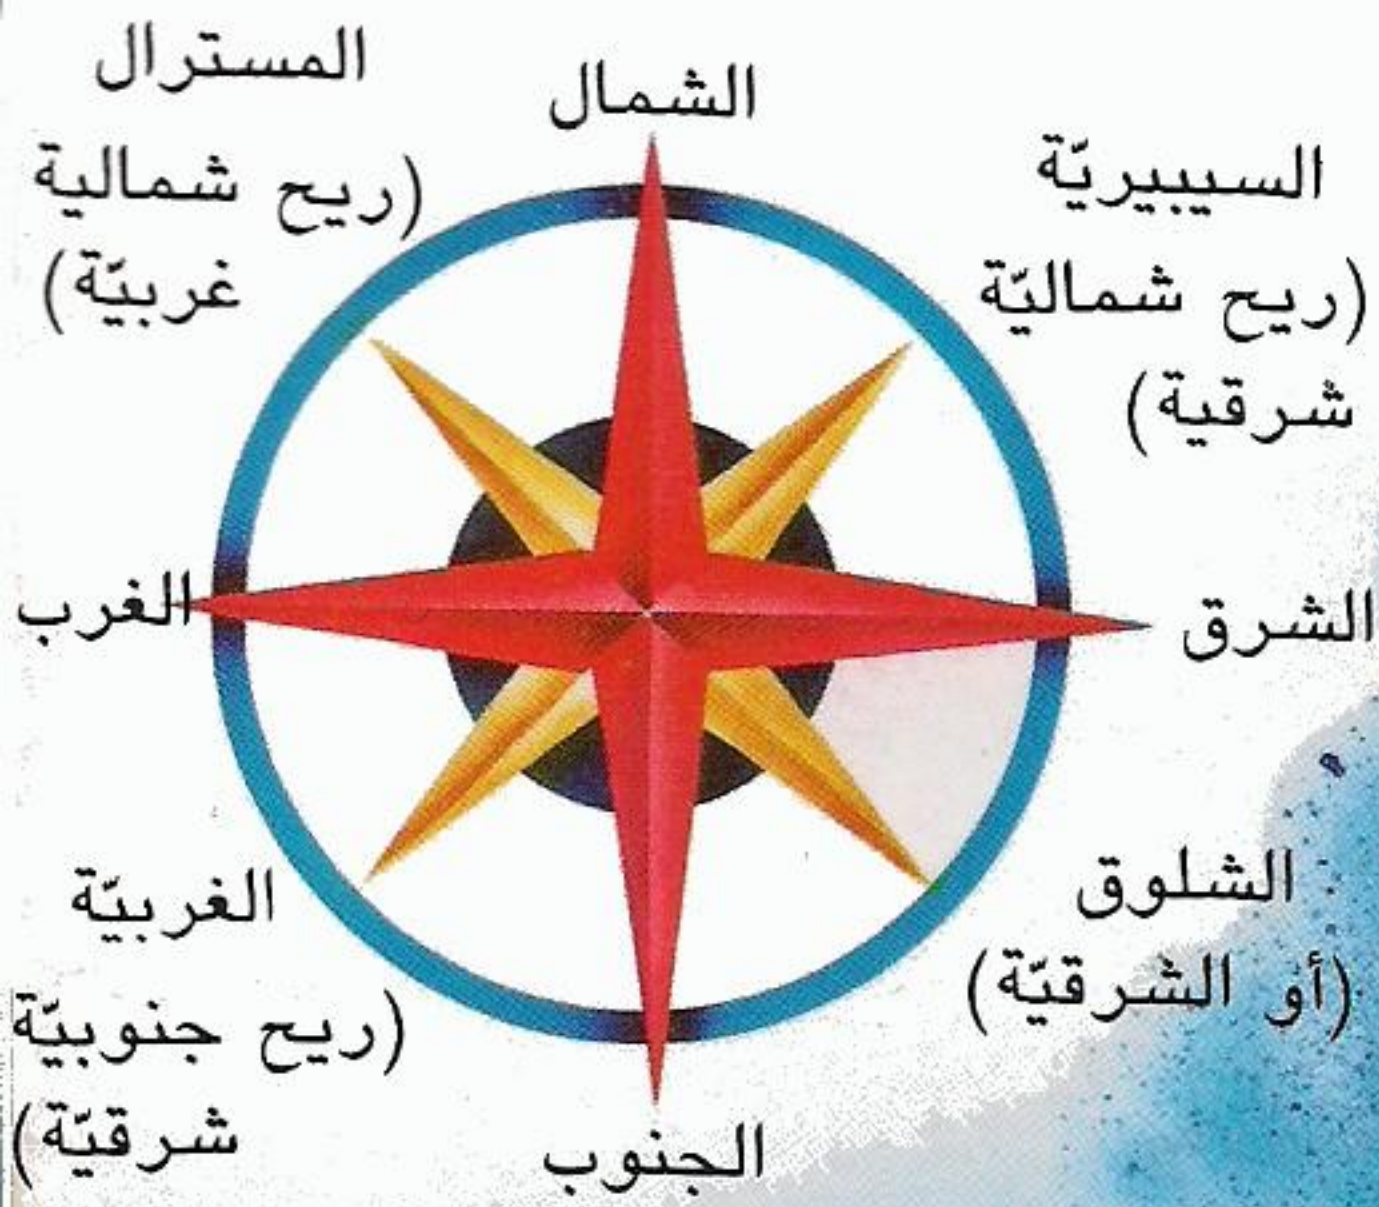 المسترال
(ريح شمالية
غربيّة)
الشمال
السيبيريّة
(ريح شماليّة
شرقية)
الغرب
الشرق
الغربيّة
(ريح جنوبيّة
شرقيّة)
الشلوق
(أو الشرقيّة)
الجنوب